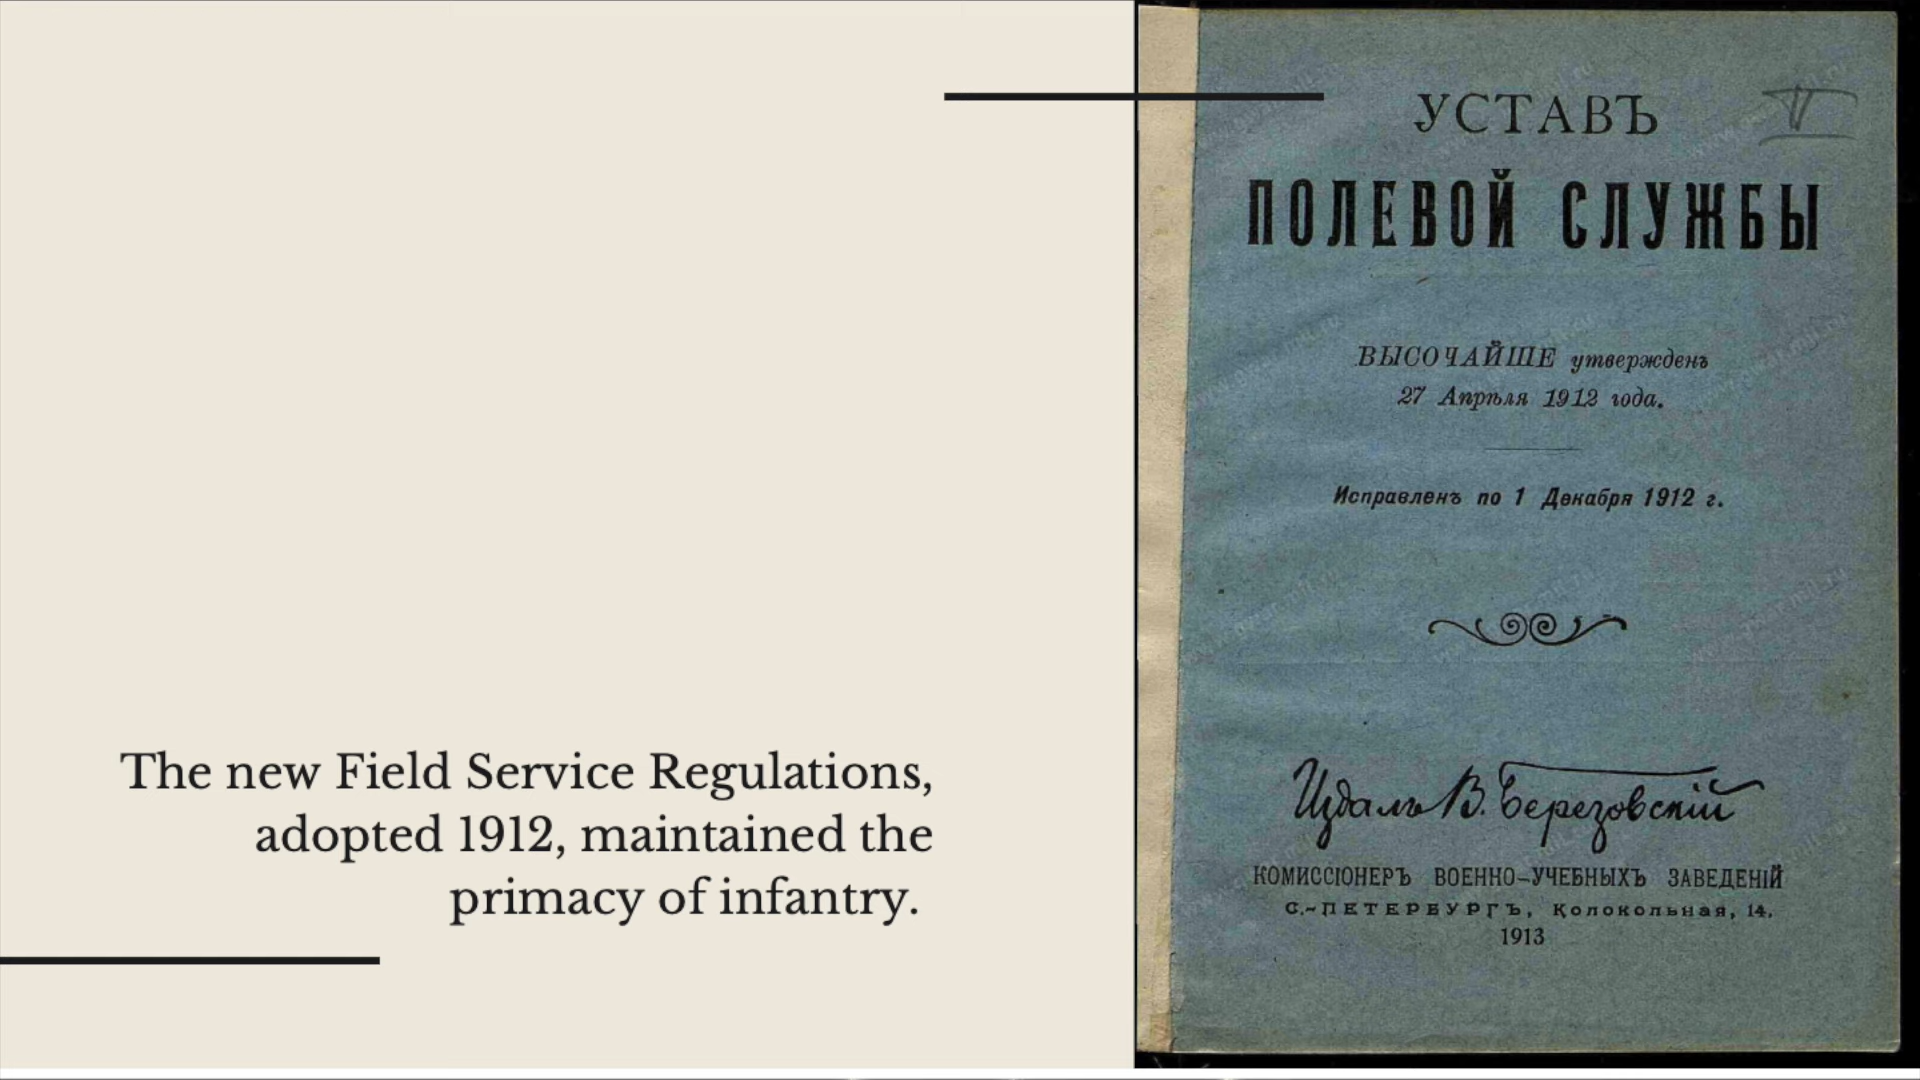 The new Field Service Regulations,
adopted 1912, maintained the
primacy of infantry.
УСТАВЪ
ПОЛЕВОЙ СЛУЖБЫ
ВЫСОЧАЙШЕ утвержденъ
27 Апрѣля 1912 года.
Исправленъ по 1 Декабря 1912 г.
Издалъ В. Березовскій
КОМИССІОНЕРЪ ВОЕННО-УЧЕБНЫХЪ ЗАВЕДЕНІЙ
С.-ПЕТЕРБУРГЪ, Колокольная, 14.
1913